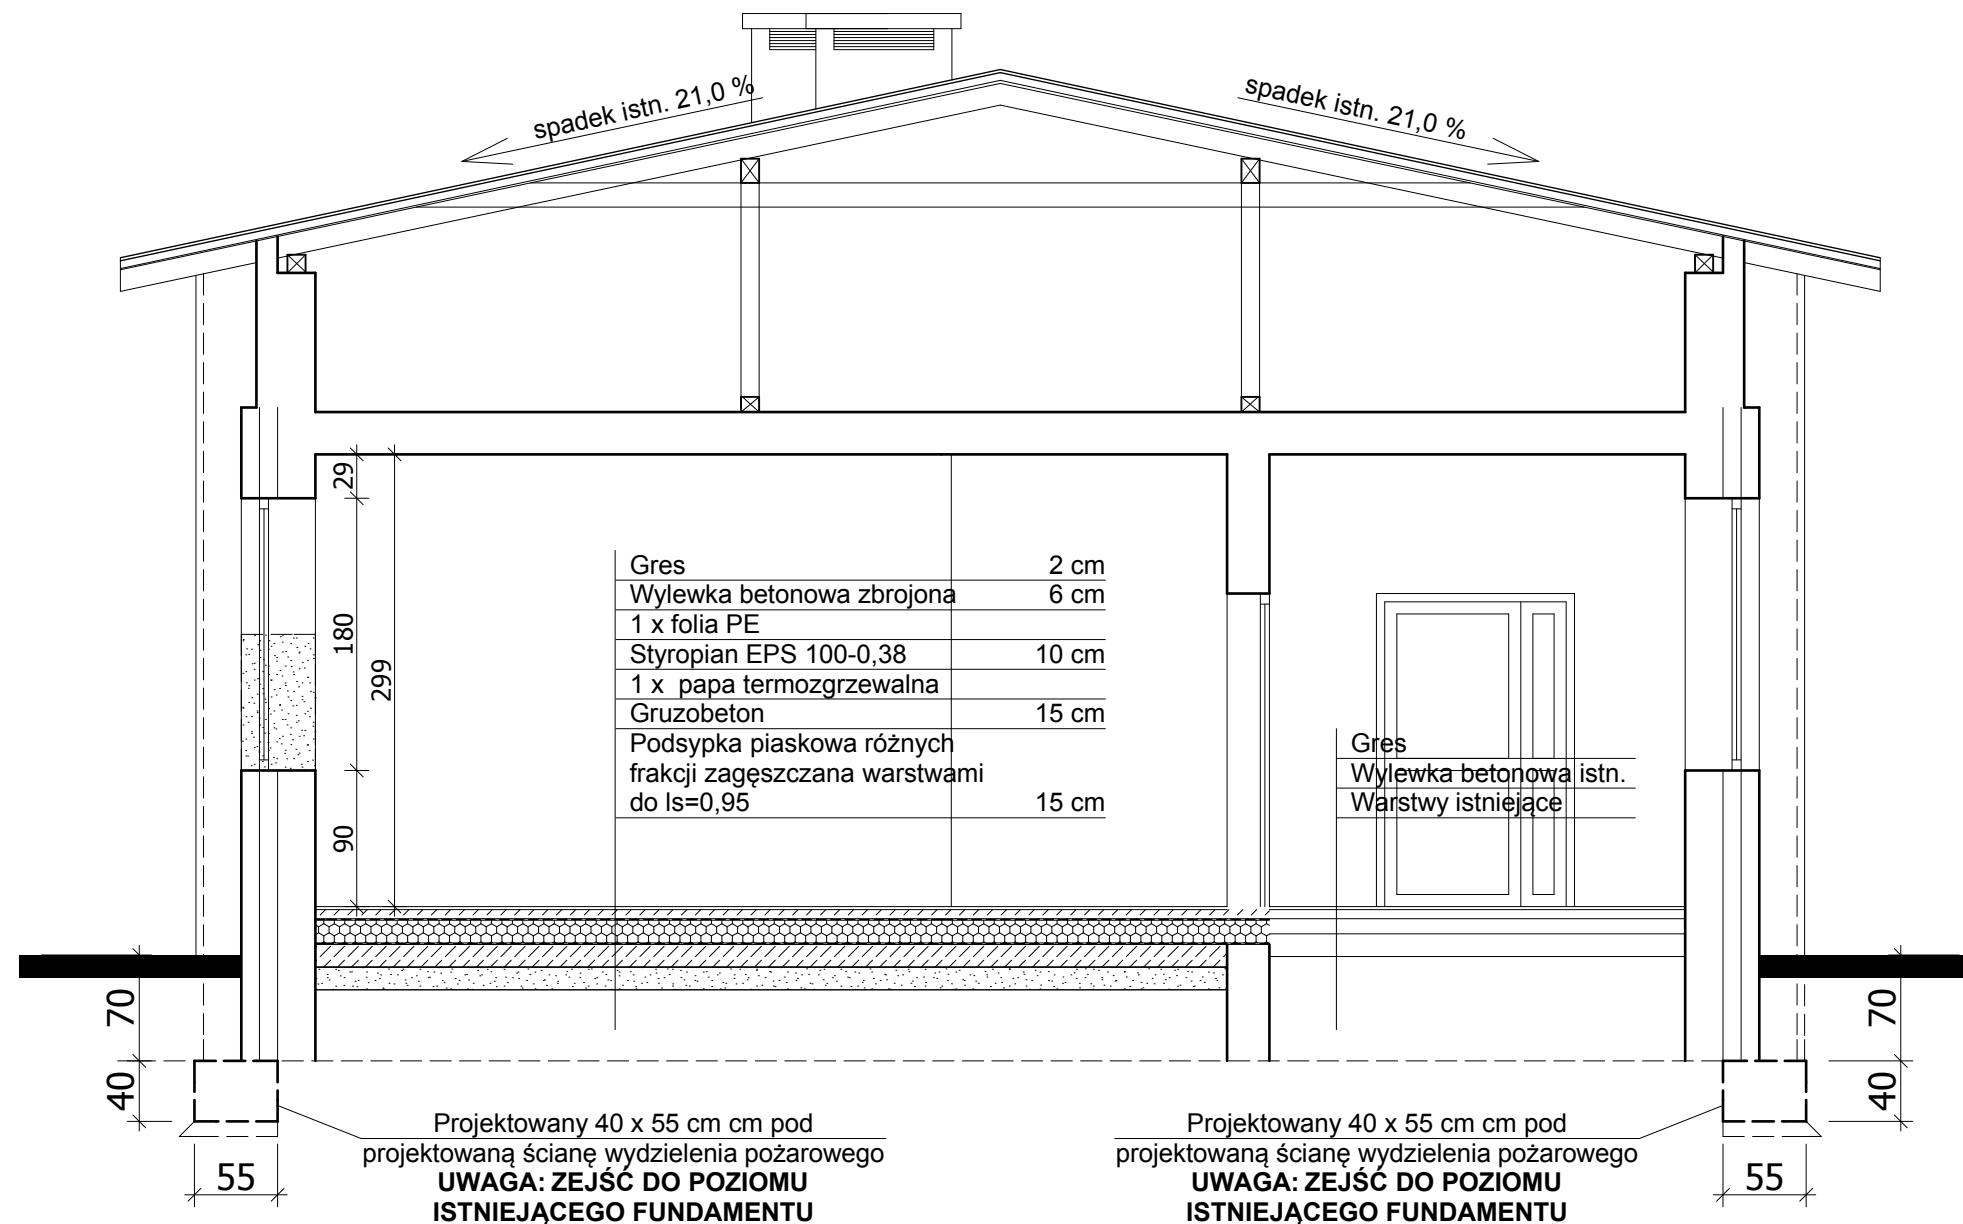 spadek istn. 21,0 %
spadek istn. 21,0 %
29
180
299
90
Gres 2 cm
Wylewka betonowa zbrojona 6 cm
1 x folia PE
Styropian EPS 100-0,38 10 cm
1 x papa termozgrzewalna
Gruzobeton 15 cm
Podsypka piaskowa różnych
frakcji zagęszczana warstwami
do Is=0,95 15 cm
Gres
Wylewka betonowa istn.
Warstwy istniejące
70
40
55
70
40
55
Projektowany 40 x 55 cm cm pod
projektowaną ścianę wydzielenia pożarowego
UWAGA: ZEJŚĆ DO POZIOMU
ISTNIEJĄCEGO FUNDAMENTU
Projektowany 40 x 55 cm cm pod
projektowaną ścianę wydzielenia pożarowego
UWAGA: ZEJŚĆ DO POZIOMU
ISTNIEJĄCEGO FUNDAMENTU